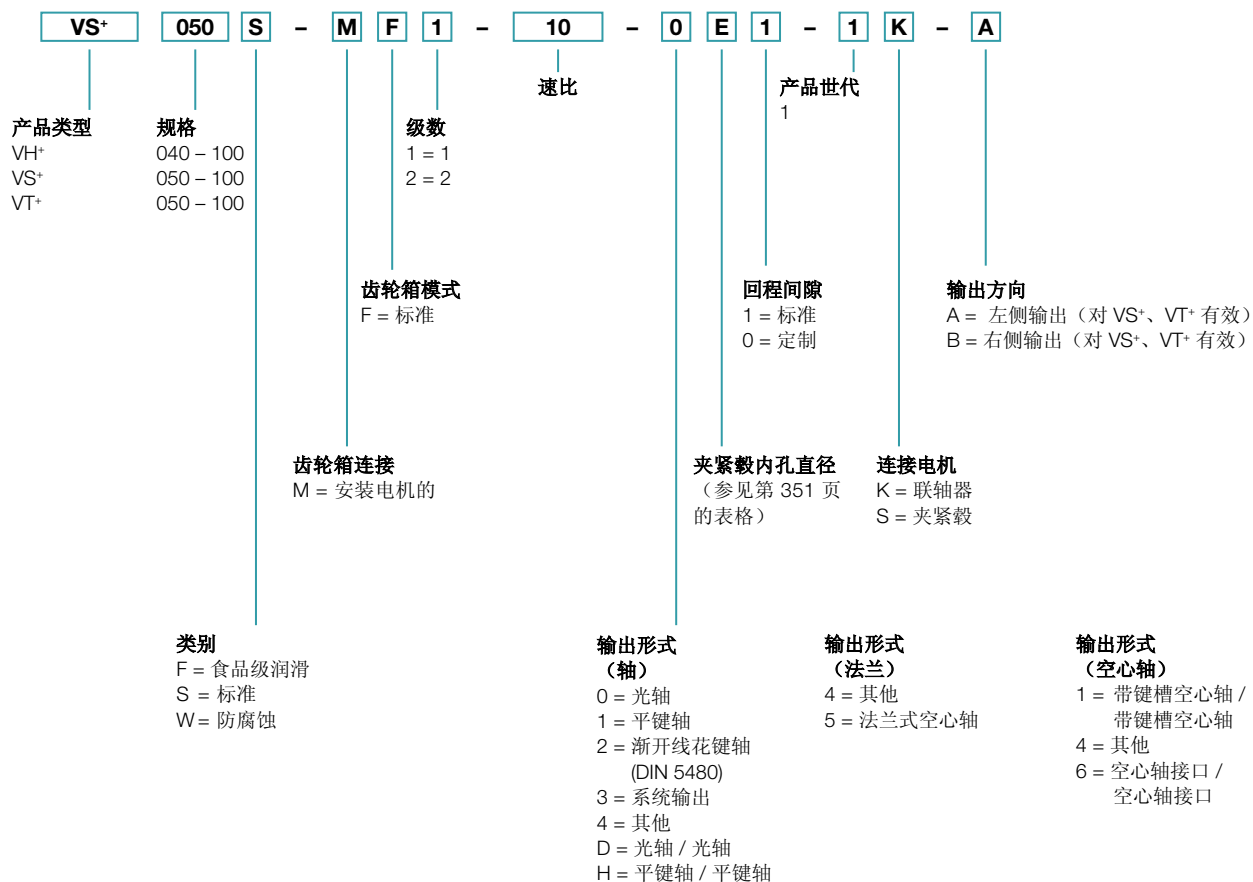 VS⁺ 050 S – M F 1 – 10 – 0 E 1 – 1 K – A
速比
产品世代
1
产品类型
VH⁺
VS⁺
VT⁺
规格
040 – 100
050 – 100
050 – 100
级数
1 = 1
2 = 2
齿轮箱模式
F = 标准
回程间隙
1 = 标准
0 = 定制
输出方向
A = 左侧输出（对 VS⁺、VT⁺ 有效）
B = 右侧输出（对 VS⁺、VT⁺ 有效）
齿轮箱连接
M = 安装电机的
夹紧毂内孔直径
（参见第 351 页
的表格）
连接电机
K = 联轴器
S = 夹紧毂
类别
F = 食品级润滑
S = 标准
W = 防腐蚀
输出形式
（轴）
0 = 光轴
1 = 平键轴
2 = 渐开线花键轴
(DIN 5480)
3 = 系统输出
4 = 其他
D = 光轴 / 光轴
H = 平键轴 / 平键轴
输出形式
（法兰）
4 = 其他
5 = 法兰式空心轴
输出形式
（空心轴）
1 = 带键槽空心轴 /
带键槽空心轴
4 = 其他
6 = 空心轴接口 /
空心轴接口